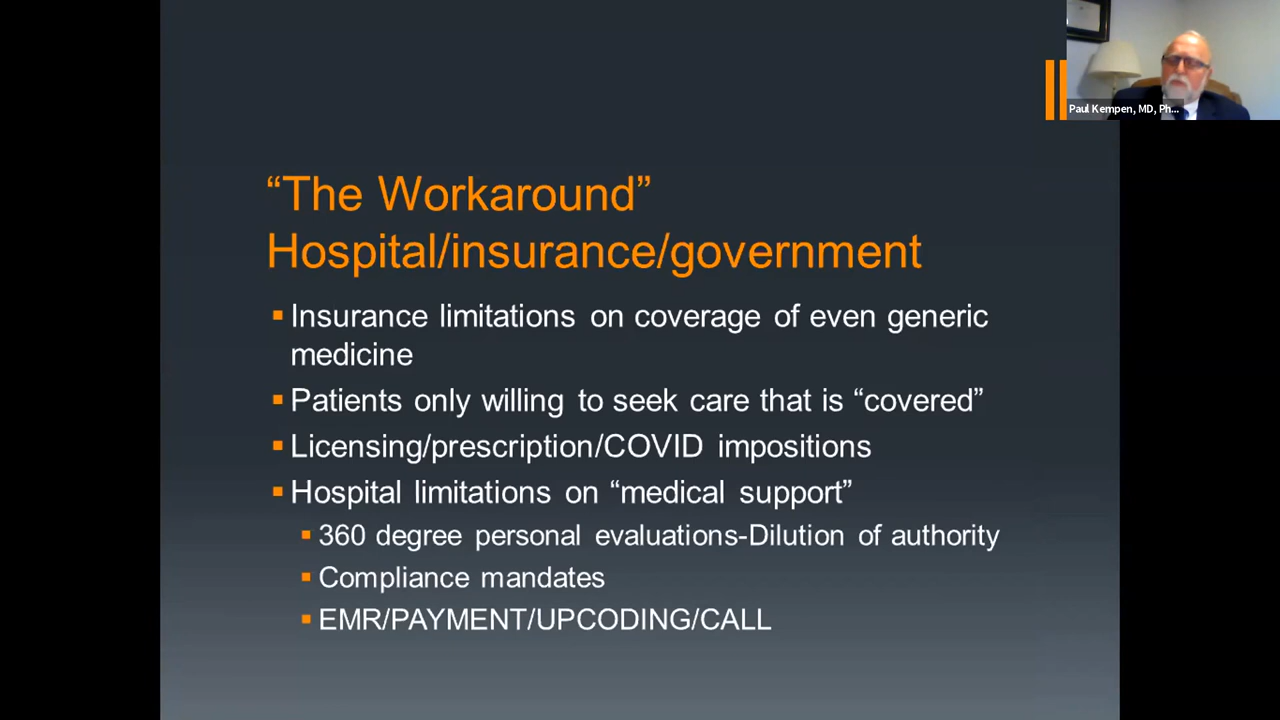 Paul Kempen, MD, Ph...
“The Workaround”
Hospital/insurance/government
Insurance limitations on coverage of even generic
medicine
Patients only willing to seek care that is “covered”
Licensing/prescription/COVID impositions
Hospital limitations on “medical support”
360 degree personal evaluations-Dilution of authority
Compliance mandates
EMR/PAYMENT/UPCODING/CALL